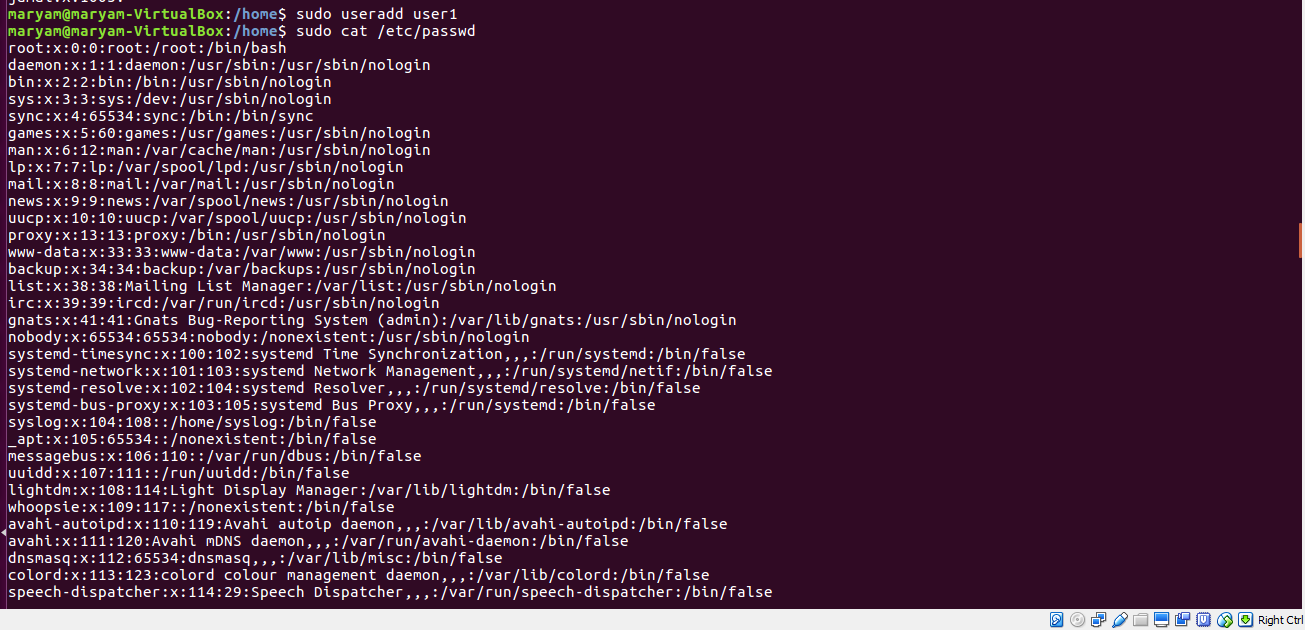 maryam@maryam-VirtualBox:/home$ sudo useradd user1
maryam@maryam-VirtualBox:/home$ sudo cat /etc/passwd
root:x:0:0:root:/root:/bin/bash
daemon:x:1:1:daemon:/usr/sbin:/usr/sbin/nologin
bin:x:2:2:bin:/bin:/usr/sbin/nologin
sys:x:3:3:sys:/dev:/usr/sbin/nologin
sync:x:4:65534:sync:/bin:/bin/sync
games:x:5:60:games:/usr/games:/usr/sbin/nologin
man:x:6:12:man:/var/cache/man:/usr/sbin/nologin
lp:x:7:7:lp:/var/spool/lpd:/usr/sbin/nologin
mail:x:8:8:mail:/var/mail:/usr/sbin/nologin
news:x:9:9:news:/var/spool/news:/usr/sbin/nologin
uucp:x:10:10:uucp:/var/spool/uucp:/usr/sbin/nologin
proxy:x:13:13:proxy:/bin:/usr/sbin/nologin
www-data:x:33:33:www-data:/var/www:/usr/sbin/nologin
backup:x:34:34:backup:/var/backups:/usr/sbin/nologin
list:x:38:38:Mailing List Manager:/var/list:/usr/sbin/nologin
irc:x:39:39:ircd:/var/run/ircd:/usr/sbin/nologin
gnats:x:41:41:Gnats Bug-Reporting System (admin):/var/lib/gnats:/usr/sbin/nologin
nobody:x:65534:65534:nobody:/nonexistent:/usr/sbin/nologin
systemd-timesync:x:100:102:systemd Time Synchronization,,,:/run/systemd:/bin/false
systemd-network:x:101:103:systemd Network Management,,,:/run/systemd/netif:/bin/false
systemd-resolve:x:102:104:systemd Resolver,,,:/run/systemd/resolve:/bin/false
systemd-bus-proxy:x:103:105:systemd Bus Proxy,,,:/run/systemd:/bin/false
syslog:x:104:108::/home/syslog:/bin/false
_apt:x:105:65534::/nonexistent:/bin/false
messagebus:x:106:110::/var/run/dbus:/bin/false
uuidd:x:107:111::/run/uuidd:/bin/false
lightdm:x:108:114:Light Display Manager:/var/lib/lightdm:/bin/false
whoopsie:x:109:117::/nonexistent:/bin/false
avahi-autoipd:x:110:119:Avahi autoip daemon,,,:/var/lib/avahi-autoipd:/bin/false
avahi:x:111:120:Avahi mDNS daemon,,,:/var/run/avahi-daemon:/bin/false
dnsmasq:x:112:65534:dnsmasq,,,:/var/lib/misc:/bin/false
colord:x:113:123:colord colour management daemon,,,:/var/lib/colord:/bin/false
speech-dispatcher:x:114:29:Speech Dispatcher,,,:/var/run/speech-dispatcher:/bin/false
Right Ctrl